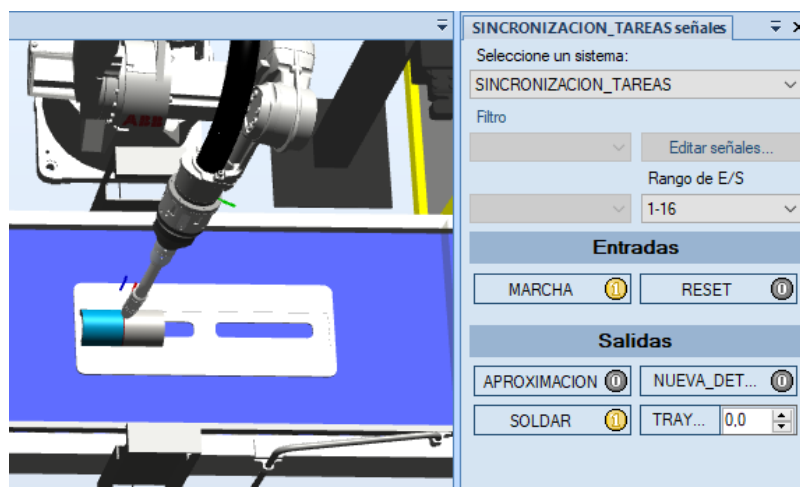 SINCRONIZACION_TAREAS señales
Seleccione un sistema:
SINCRONIZACION_TAREAS
Filtro
Editar señales...
Rango de E/S
1-16
Entradas
MARCHA 1 RESET 0
Salidas
APROXIMACION 0 NUEVA_DET... 0
SOLDAR 1 TRAY... 0,0
ABB